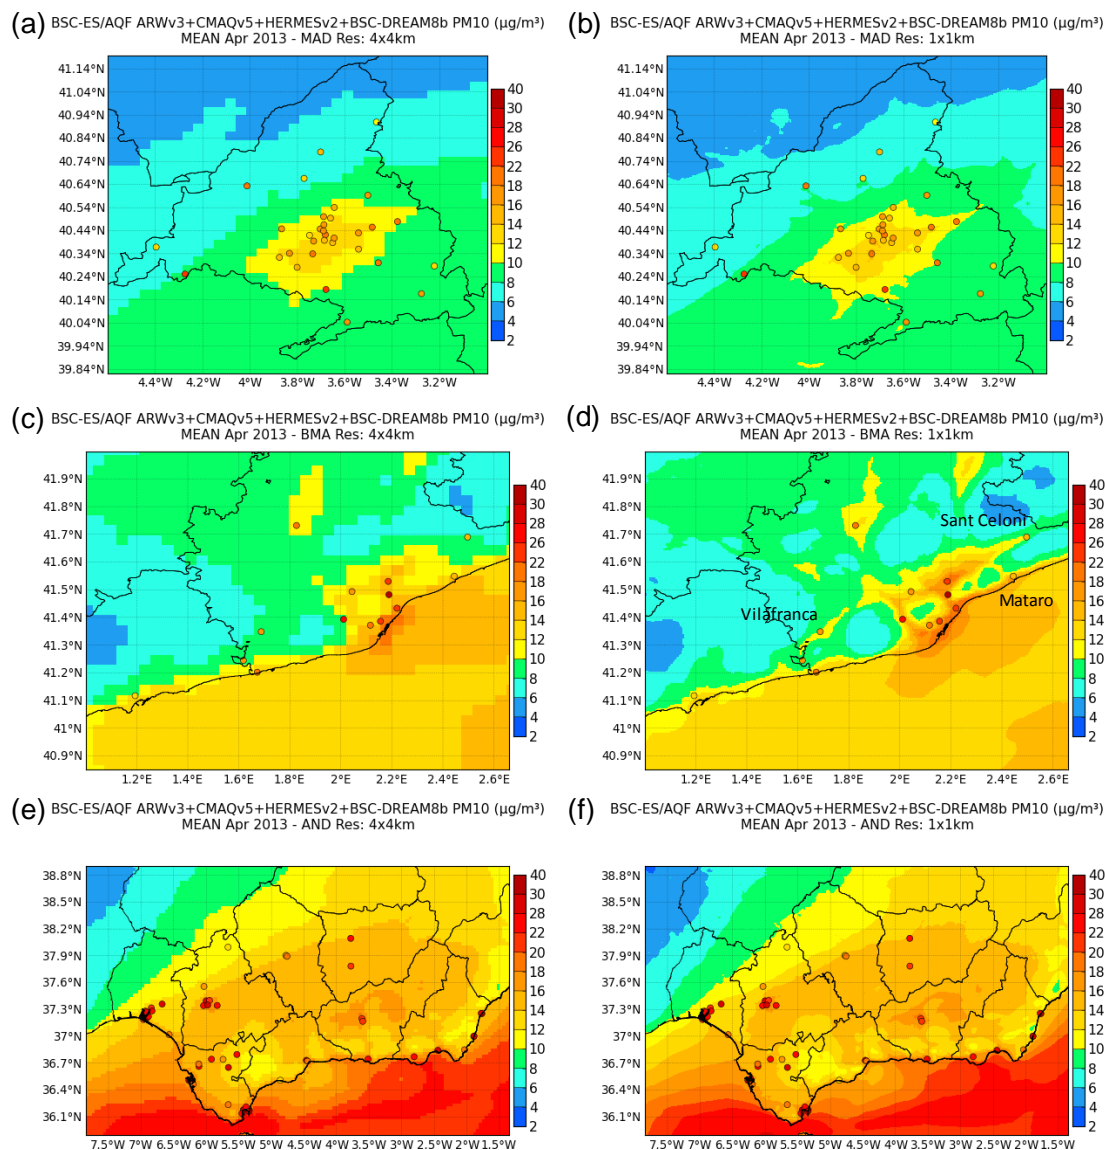 (a) BSC-ES/AQF ARWv3+CMAQv5+HERMESv2+BSC-DREAM8b PM10 (µg/m³)
MEAN Apr 2013 - MAD Res: 4x4km
41.14°N
41.04°N
40.94°N
40.84°N
40.74°N
40.64°N
40.54°N
40.44°N
40.34°N
40.24°N
40.14°N
40.04°N
39.94°N
39.84°N
4.4°W 4.2°W 4°W 3.8°W 3.6°W 3.4°W 3.2°W
40
30
28
26
24
22
20
18
16
14
12
10
8
6
4
2
(b) BSC-ES/AQF ARWv3+CMAQv5+HERMESv2+BSC-DREAM8b PM10 (µg/m³)
MEAN Apr 2013 - MAD Res: 1x1km
41.14°N
41.04°N
40.94°N
40.84°N
40.74°N
40.64°N
40.54°N
40.44°N
40.34°N
40.24°N
40.14°N
40.04°N
39.94°N
39.84°N
4.4°W 4.2°W 4°W 3.8°W 3.6°W 3.4°W 3.2°W
40
30
28
26
24
22
20
18
16
14
12
10
8
6
4
2
(c) BSC-ES/AQF ARWv3+CMAQv5+HERMESv2+BSC-DREAM8b PM10 (µg/m³)
MEAN Apr 2013 - BMA Res: 4x4km
41.9°N
41.8°N
41.7°N
41.6°N
41.5°N
41.4°N
41.3°N
41.2°N
41.1°N
41°N
40.9°N
1.2°E 1.4°E 1.6°E 1.8°E 2°E 2.2°E 2.4°E 2.6°E
40
30
28
26
24
22
20
18
16
14
12
10
8
6
4
2
(d) BSC-ES/AQF ARWv3+CMAQv5+HERMESv2+BSC-DREAM8b PM10 (µg/m³)
MEAN Apr 2013 - BMA Res: 1x1km
41.9°N
41.8°N
41.7°N
41.6°N
41.5°N
41.4°N
41.3°N
41.2°N
41.1°N
41°N
40.9°N
Sant Celoni
Mataro
Vilafranca
1.2°E 1.4°E 1.6°E 1.8°E 2°E 2.2°E 2.4°E 2.6°E
40
30
28
26
24
22
20
18
16
14
12
10
8
6
4
2
(e) BSC-ES/AQF ARWv3+CMAQv5+HERMESv2+BSC-DREAM8b PM10 (µg/m³)
MEAN Apr 2013 - AND Res: 4x4km
38.8°N
38.5°N
38.2°N
37.9°N
37.6°N
37.3°N
37°N
36.7°N
36.4°N
36.1°N
7.5°W 7°W 6.5°W 6°W 5.5°W 5°W 4.5°W 4°W 3.5°W 3°W 2.5°W 2°W 1.5°W
40
30
28
26
24
22
20
18
16
14
12
10
8
6
4
2
(f) BSC-ES/AQF ARWv3+CMAQv5+HERMESv2+BSC-DREAM8b PM10 (µg/m³)
MEAN Apr 2013 - AND Res: 1x1km
38.8°N
38.5°N
38.2°N
37.9°N
37.6°N
37.3°N
37°N
36.7°N
36.4°N
36.1°N
7.5°W 7°W 6.5°W 6°W 5.5°W 5°W 4.5°W 4°W 3.5°W 3°W 2.5°W 2°W 1.5°W
40
30
28
26
24
22
20
18
16
14
12
10
8
6
4
2